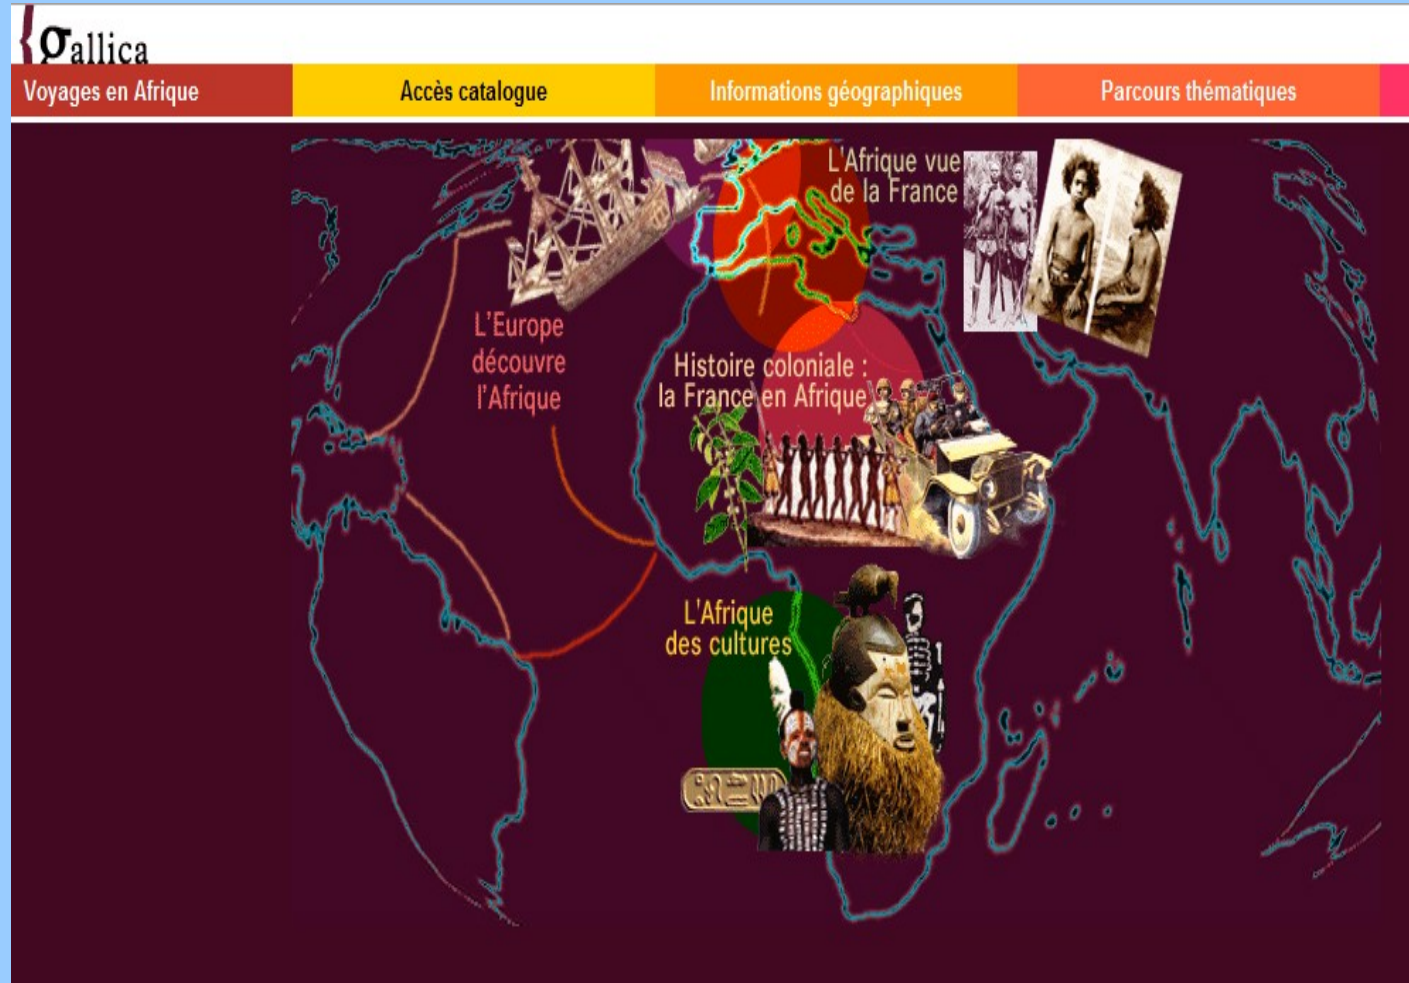 gallica
Voyages en Afrique
Accès catalogue
Informations géographiques
Parcours thématiques
L'Afrique vue
de la France
L'Europe
découvre
l'Afrique
Histoire coloniale :
la France en Afrique
L'Afrique
des cultures